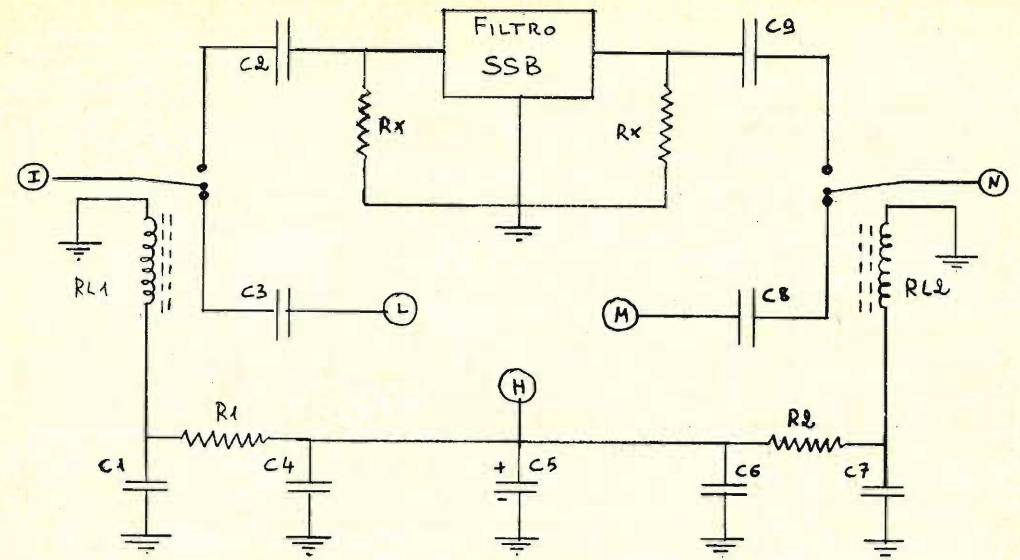 FILTRO
SSB
C2
C9
Rx
Rx
I
N
RL1
C3
L
M
C8
RL2
H
R1
R2
C1
C4
+
-
C5
C6
C7